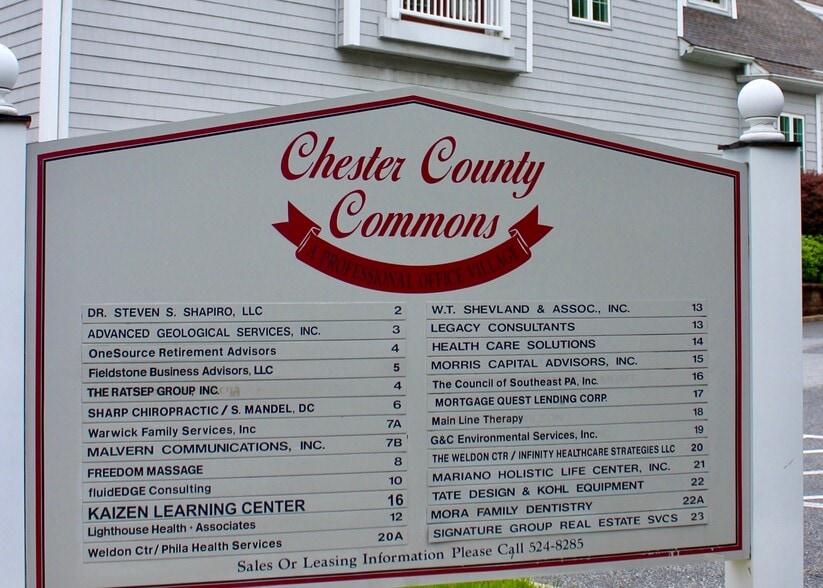 Chester County
Commons
A PROFESSIONAL OFFICE VILLAGE
DR. STEVEN S. SHAPIRO, LLC 2
ADVANCED GEOLOGICAL SERVICES, INC. 3
OneSource Retirement Advisors 4
Fieldstone Business Advisors, LLC 5
THE RATSEP GROUP, INC. 4
SHARP CHIROPRACTIC / S. MANDEL, DC 6
Warwick Family Services, Inc 7A
MALVERN COMMUNICATIONS, INC. 7B
FREEDOM MASSAGE 8
fluidEDGE Consulting 10
KAIZEN LEARNING CENTER 16
Lighthouse Health • Associates 12
Weldon Ctr/Phila Health Services 20A
W.T. SHEVLAND & ASSOC., INC. 13
LEGACY CONSULTANTS 13
HEALTH CARE SOLUTIONS 14
MORRIS CAPITAL ADVISORS, INC. 15
The Council of Southeast PA, Inc. 16
MORTGAGE QUEST LENDING CORP. 17
Main Line Therapy 18
G&C Environmental Services, Inc. 19
THE WELDON CTR / INFINITY HEALTHCARE STRATEGIES LLC 20
MARIANO HOLISTIC LIFE CENTER, INC. 21
TATE DESIGN & KOHL EQUIPMENT 22
MORA FAMILY DENTISTRY 22A
SIGNATURE GROUP REAL ESTATE SVCS 23
Sales Or Leasing Information Please Call 524-8285